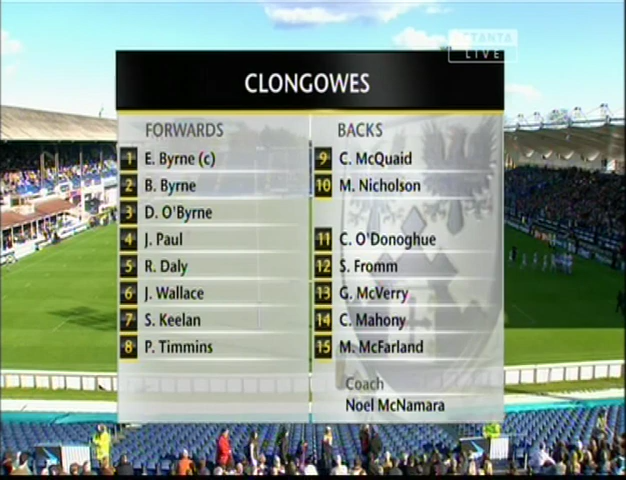 SETANTA
LIVE
CLONGOWES
FORWARDS
1 E. Byrne (c)
2 B. Byrne
3 D. O'Byrne
4 J. Paul
5 R. Daly
6 J. Wallace
7 S. Keelan
8 P. Timmins
BACKS
9 C. McQuaid
10 M. Nicholson
11 C. O'Donoghue
12 S. Fromm
13 G. McVerry
14 C. Mahony
15 M. McFarland
Coach
Noel McNamara